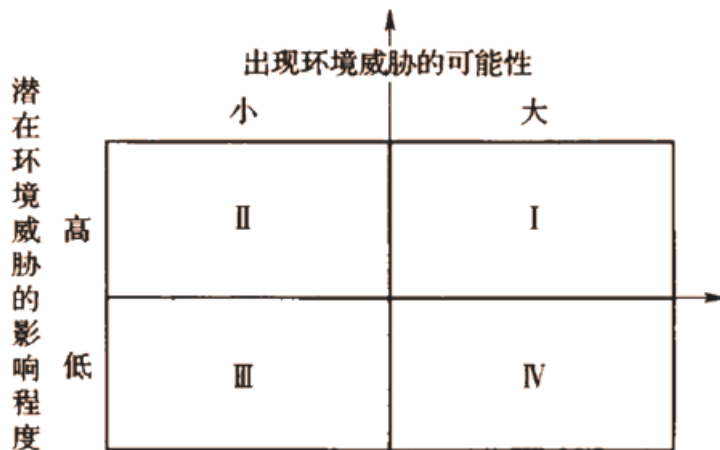 出现环境威胁的可能性
小 大
潜在环境威胁的影响程度
高 Ⅱ Ⅰ
低 Ⅲ Ⅳ